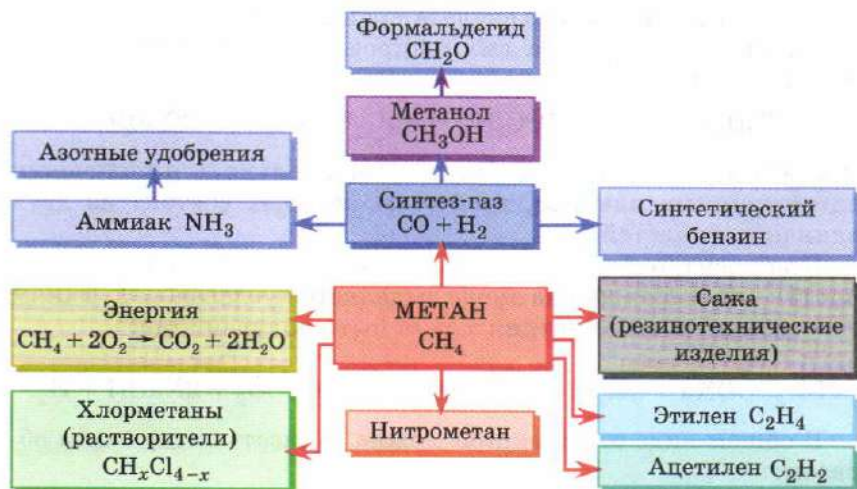 Формальдегид
CH₂O
Метанол
CH₃OH
Азотные удобрения
Аммиак NH₃
Синтез-газ
CO + H₂
Синтетический
бензин
Энергия
CH₄ + 2O₂ → CO₂ + 2H₂O
МЕТАН
CH₄
Сажа
(резинотехнические
изделия)
Хлорметаны
(растворители)
CHₓCl₄₋ₓ
Нитрометан
Этилен C₂H₄
Ацетилен C₂H₂